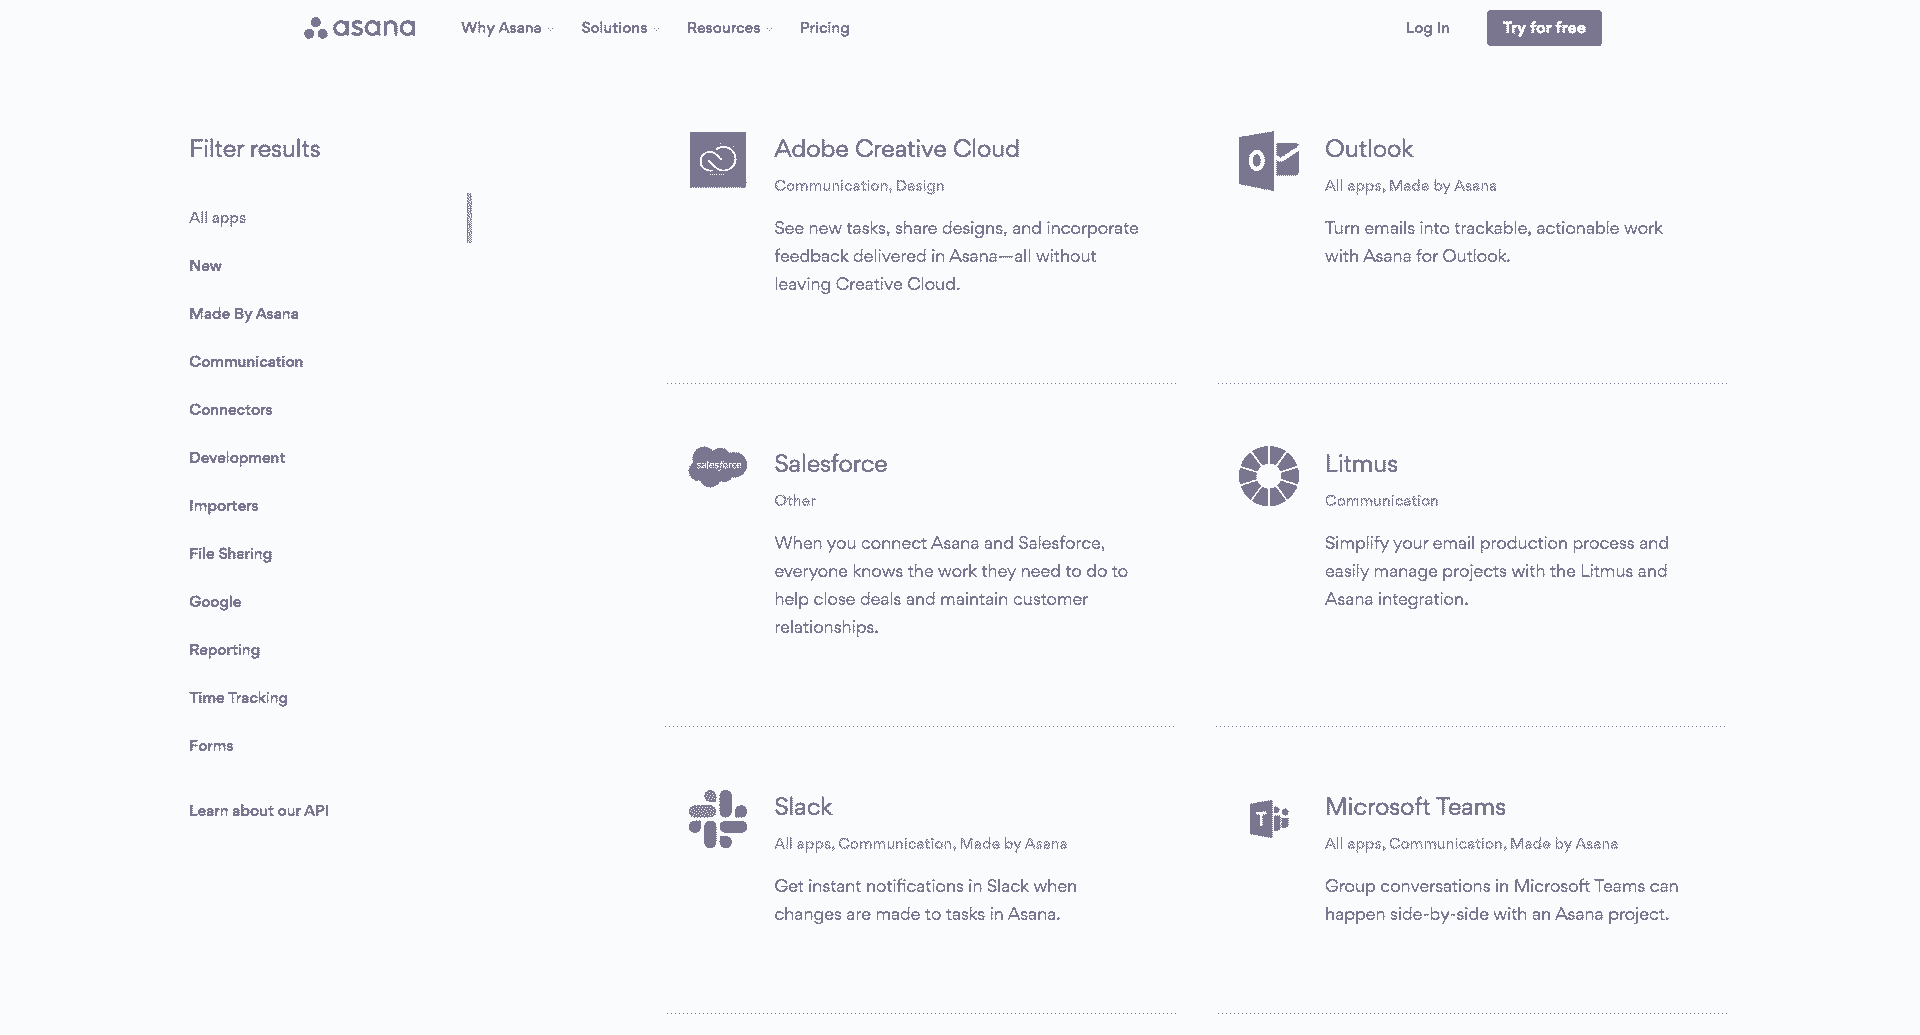 asana
Why Asana
Solutions
Resources
Pricing
Log In
Try for free
Filter results
All apps
New
Made By Asana
Communication
Connectors
Development
Importers
File Sharing
Google
Reporting
Time Tracking
Forms
Learn about our API
Adobe Creative Cloud
Communication, Design
See new tasks, share designs, and incorporate
feedback delivered in Asana—all without
leaving Creative Cloud.
Outlook
All apps, Made by Asana
Turn emails into trackable, actionable work
with Asana for Outlook.
salesforce
Salesforce
Other
When you connect Asana and Salesforce,
everyone knows the work they need to do to
help close deals and maintain customer
relationships.
Litmus
Communication
Simplify your email production process and
easily manage projects with the Litmus and
Asana integration.
Slack
All apps, Communication, Made by Asana
Get instant notifications in Slack when
changes are made to tasks in Asana.
T
Microsoft Teams
All apps, Communication, Made by Asana
Group conversations in Microsoft Teams can
happen side-by-side with an Asana project.